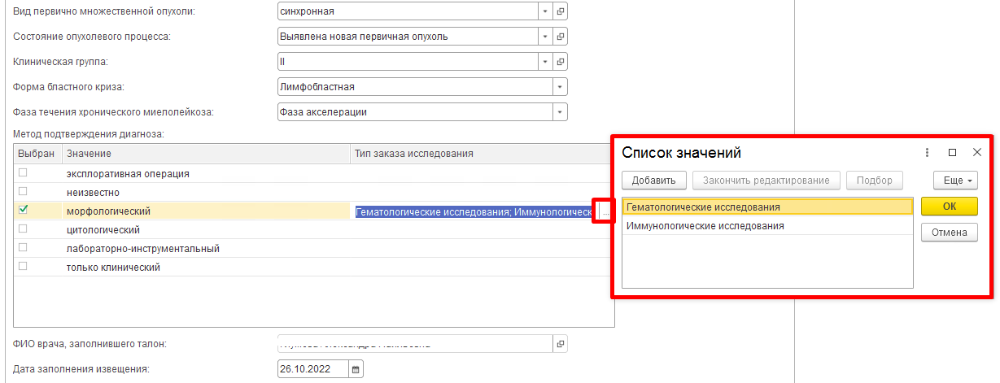 Вид первично множественной опухоли: синхронная
Состояние опухолевого процесса: Выявлена новая первичная опухоль
Клиническая группа: II
Форма бластного криза: Лимфобластная
Фаза течения хронического миелолейкоза: Фаза акселерации
Метод подтверждения диагноза:
Выбран Значение Тип заказа исследования
эксплоративная операция
неизвестно
морфологический Гематологические исследования; Иммунологическ ...
цитологический
лабораторно-инструментальный
только клинический
ФИО врача, заполнившего талон:
Дата заполнения извещения: 26.10.2022
Список значений
Добавить Закончить редактирование Подбор Еще
Гематологические исследования ОК
Иммунологические исследования
Отмена